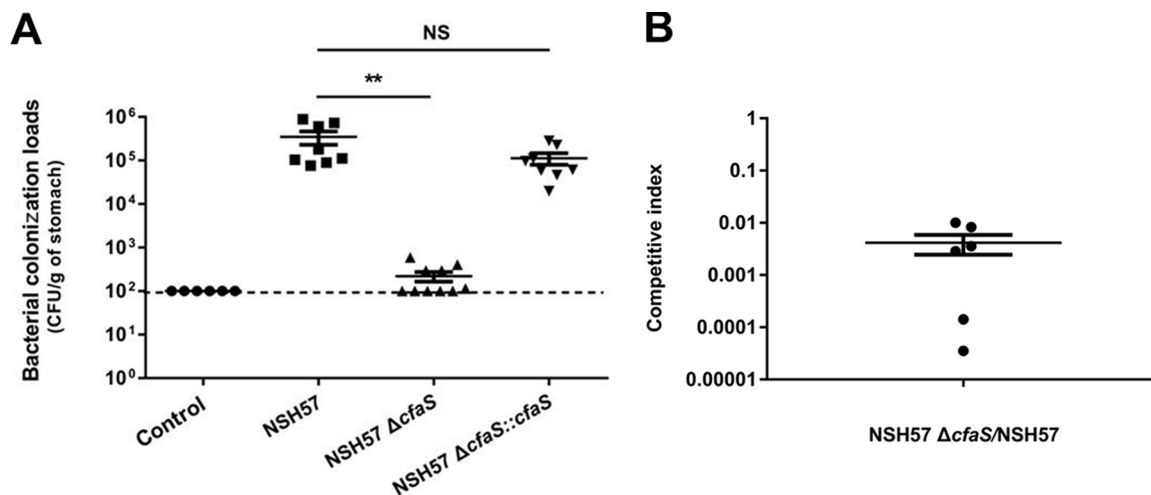 A
NS
**
Bacterial colonization loads
(CFU/g of stomach)
10⁶
10⁵
10⁴
10³
10²
10²
10¹
10⁰
Control
NSH57
NSH57 ΔcfaS
NSH57 ΔcfaS::cfaS
B
Competitive index
1
0.1
0.01
0.001
0.0001
0.00001
NSH57 ΔcfaS/NSH57